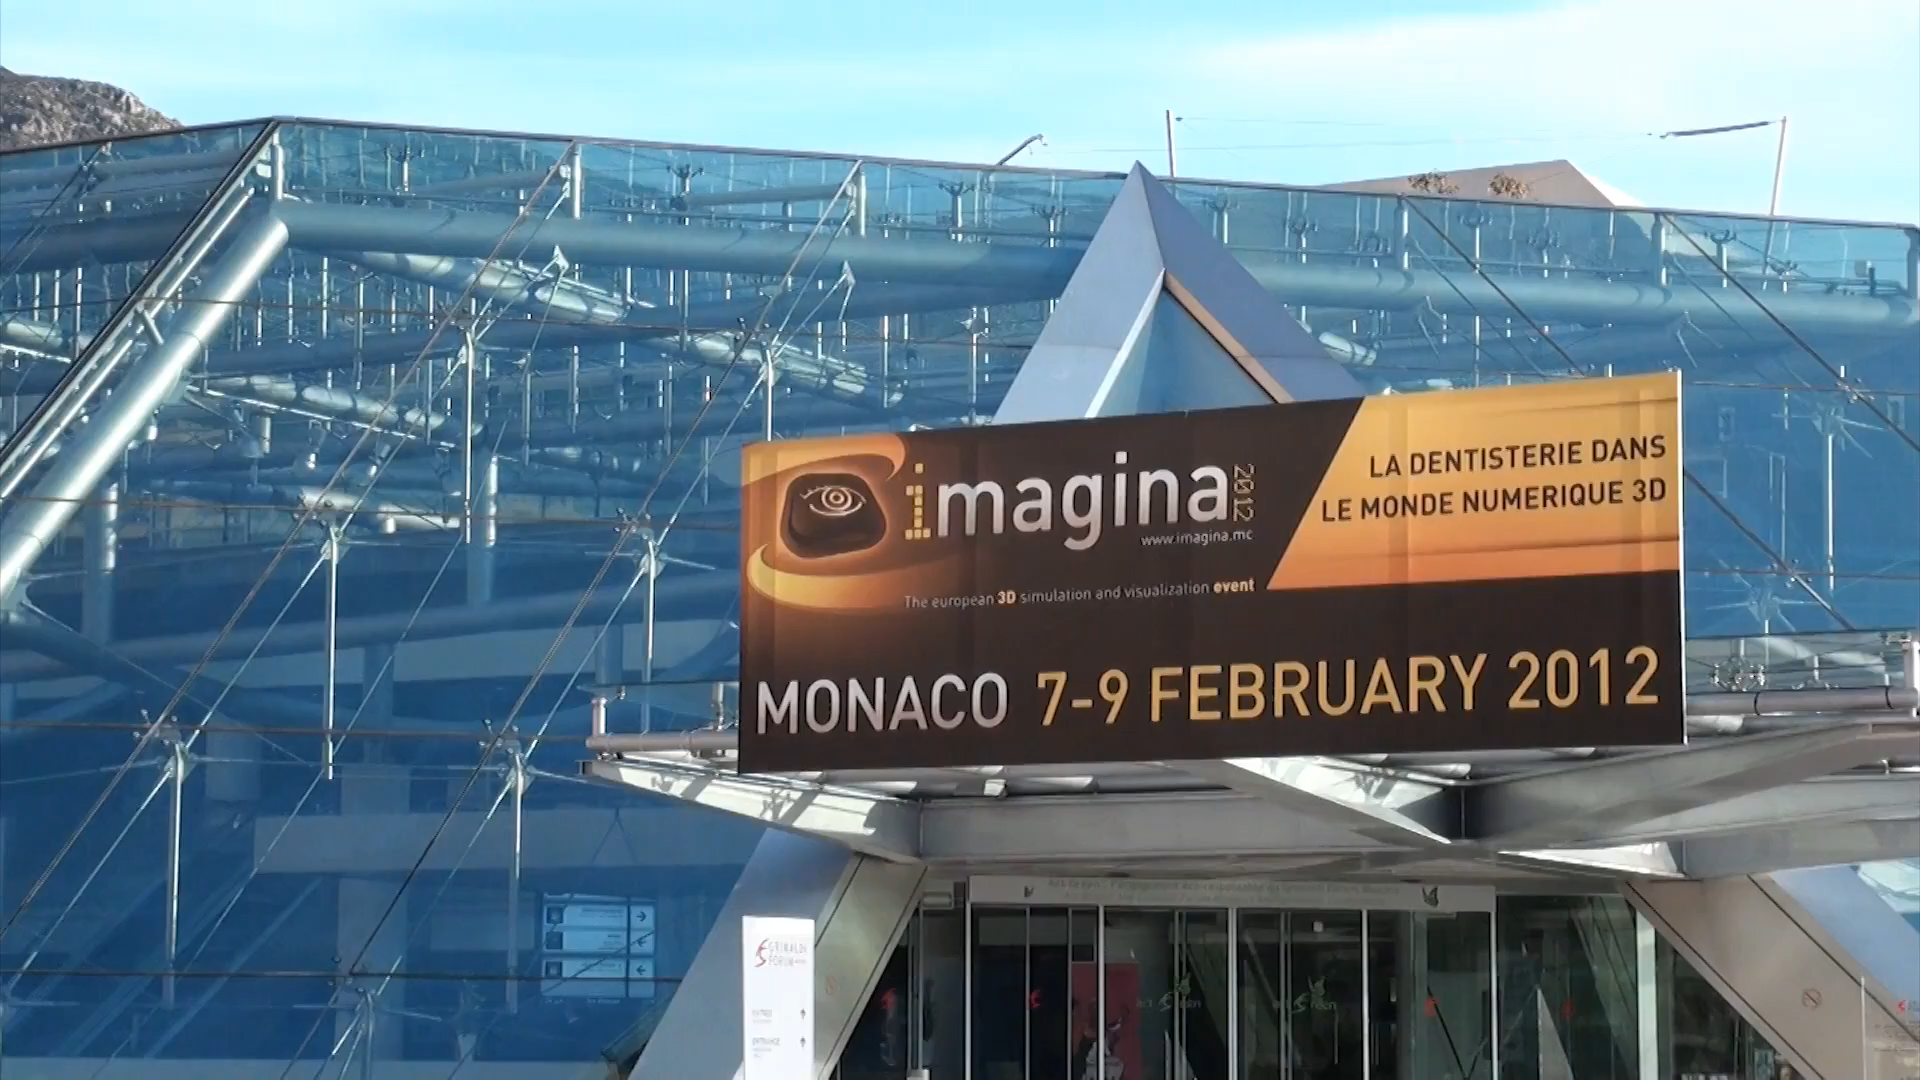 imagina 2012
www.imagina.mc
The european 3D simulation and visualization event
LA DENTISTERIE DANS
LE MONDE NUMERIQUE 3D
MONACO 7-9 FEBRUARY 2012
GRIMALDI
FORUM
ENTRANCE